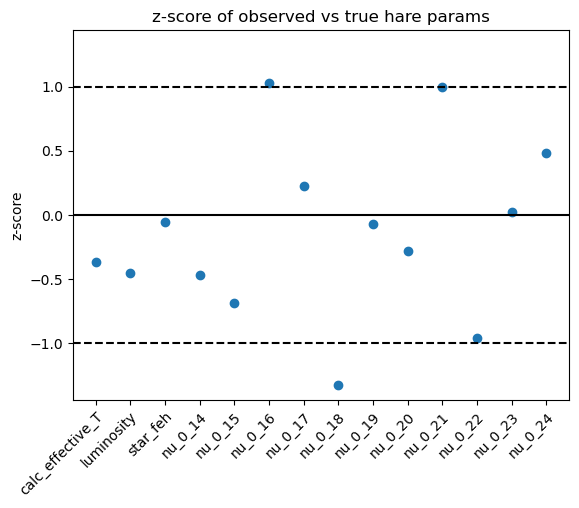 z-score of observed vs true hare params
z-score
1.0
0.5
0.0
−0.5
−1.0
calc_effective_T
luminosity
star_feh
nu_0_14
nu_0_15
nu_0_16
nu_0_17
nu_0_18
nu_0_19
nu_0_20
nu_0_21
nu_0_22
nu_0_23
nu_0_24